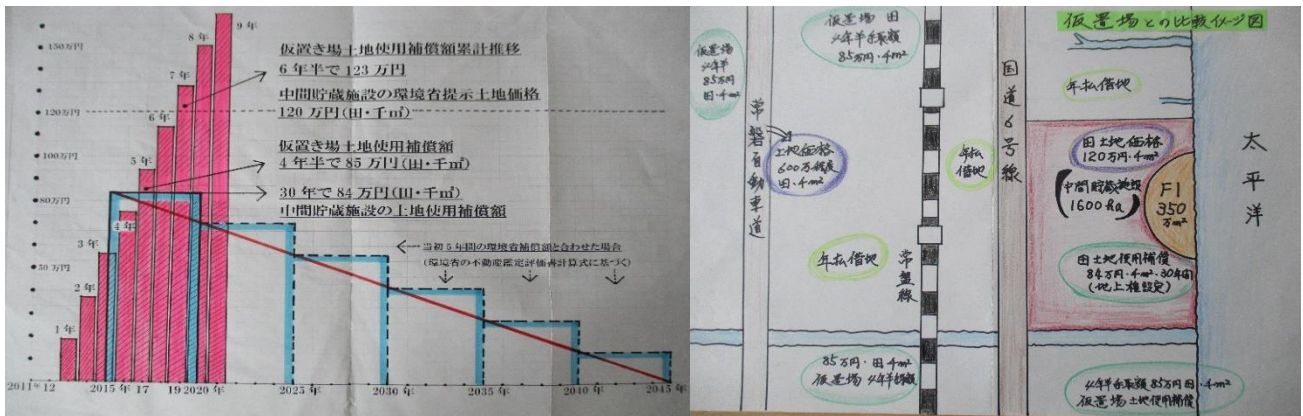 130万円
120万円
100万円
80万円
50万円
1年
2年
3年
4年
5年
6年
7年
8年
9年
仮置き場土地使用補償額累計推移
6年半で123万円
中間貯蔵施設の環境省提示土地価格
120万円(田・千㎡)
仮置き場土地使用補償額
4年半で85万円(田・千㎡)
30年で84万円(田・千㎡)
中間貯蔵施設の土地使用補償額
当初5年間の環境省補償額と合わせた場合
(環境省の不動産鑑定評価書計算式に基づく)
2011年12
2015年
17
19
2020年
2025年
2030年
2035年
2040年
2045年
仮置場との比較イメージ図
仮置場
4年半
85万円
田・千㎡
仮置場 田
4年半手取額
85万円・千㎡
常磐自動車道
土地価格
600万程度
田・千㎡
年払借地
年払
借地
常盤線
国道6号線
年払借地
田土地価格
120万円・千㎡
(中間貯蔵施設
1600ha)
F1
350
万㎡
田土地使用補償
84万円・千㎡・30年間
(地上権設定)
太平洋
85万円・田・千㎡
仮置場 4年半
4年半手取額85万円 田・千㎡
仮置場 土地使用補償